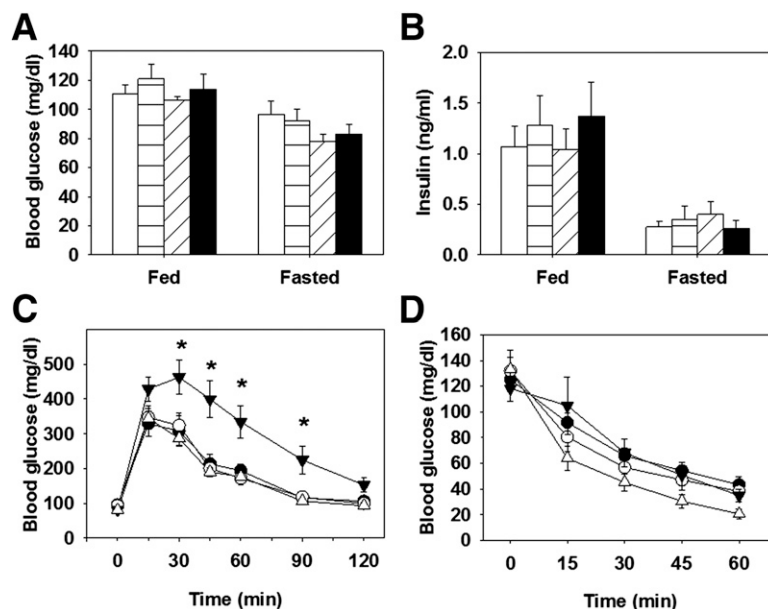 A
Blood glucose (mg/dl)
140
120
100
80
60
40
20
0
Fed Fasted
B
Insulin (ng/ml)
2.0
1.5
1.0
0.5
0.0
Fed Fasted
C
Blood glucose (mg/dl)
500
400
300
200
100
0
* * * *
0 30 60 90 120
Time (min)
D
Blood glucose (mg/dl)
160
140
120
100
80
60
40
20
0
0 15 30 45 60
Time (min)